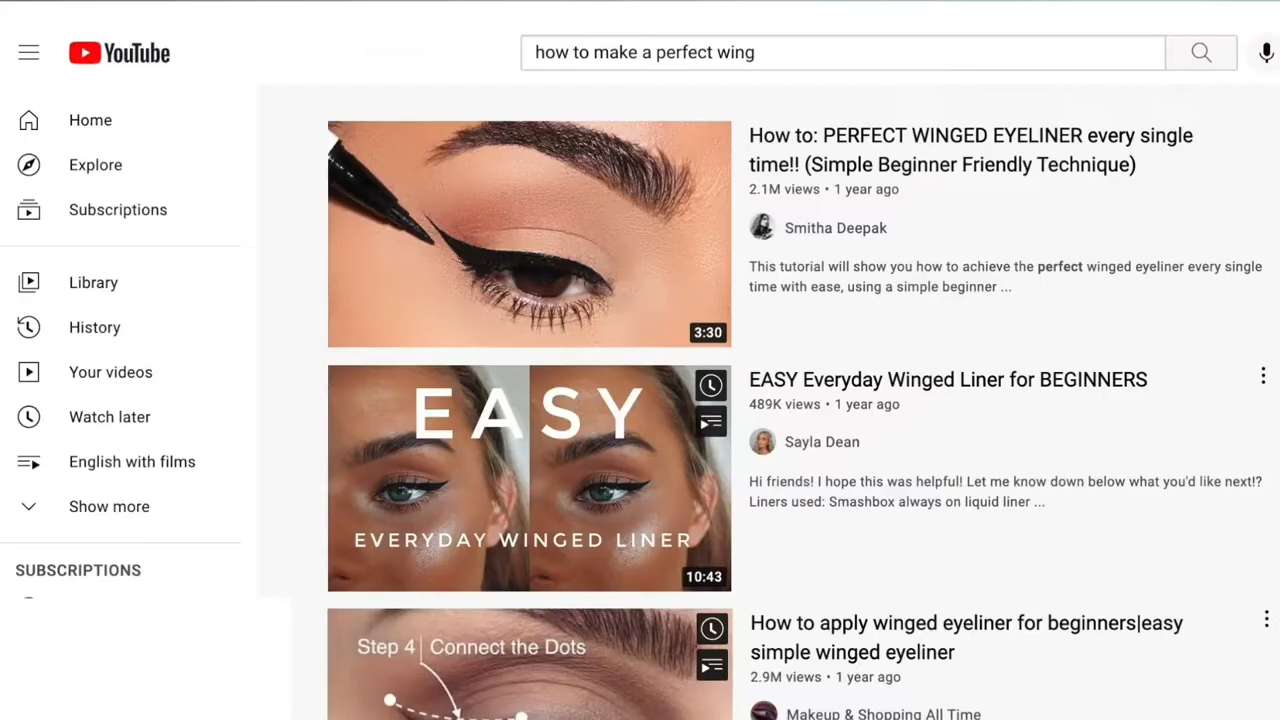 YouTube
how to make a perfect wing
Home
Explore
Subscriptions
Library
History
Your videos
Watch later
English with films
Show more
SUBSCRIPTIONS
3:30
How to: PERFECT WINGED EYELINER every single
time!! (Simple Beginner Friendly Technique)
2.1M views • 1 year ago
Smitha Deepak
This tutorial will show you how to achieve the perfect winged eyeliner every single
time with ease, using a simple beginner ...
EASY
EVERYDAY WINGED LINER
10:43
EASY Everyday Winged Liner for BEGINNERS
489K views • 1 year ago
Sayla Dean
Hi friends! I hope this was helpful! Let me know down below what you'd like next!?
Liners used: Smashbox always on liquid liner ...
Step 4| Connect the Dots
How to apply winged eyeliner for beginners|easy
simple winged eyeliner
2.9M views • 1 year ago
Makeup & Shopping All Time